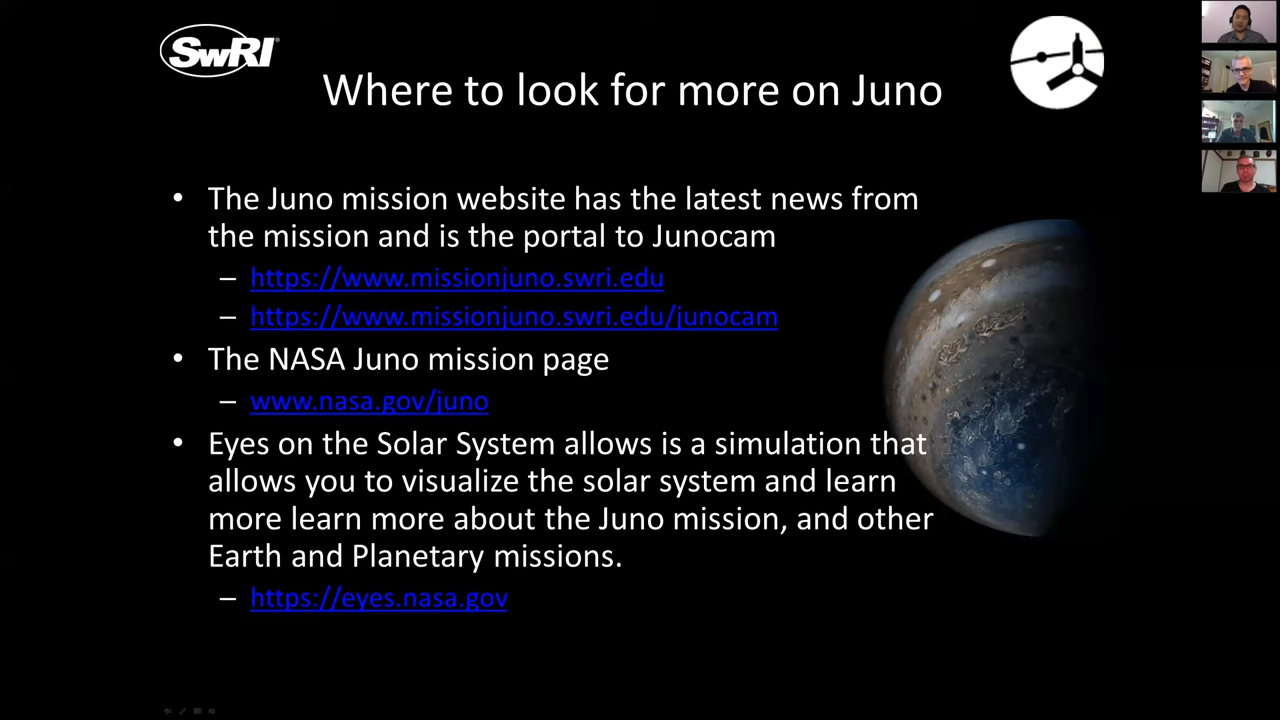 SwRI®
Where to look for more on Juno
• The Juno mission website has the latest news from
the mission and is the portal to Junocam
– https://www.missionjuno.swri.edu
– https://www.missionjuno.swri.edu/junocam
• The NASA Juno mission page
– www.nasa.gov/juno
• Eyes on the Solar System allows is a simulation that
allows you to visualize the solar system and learn
more learn more about the Juno mission, and other
Earth and Planetary missions.
– https://eyes.nasa.gov